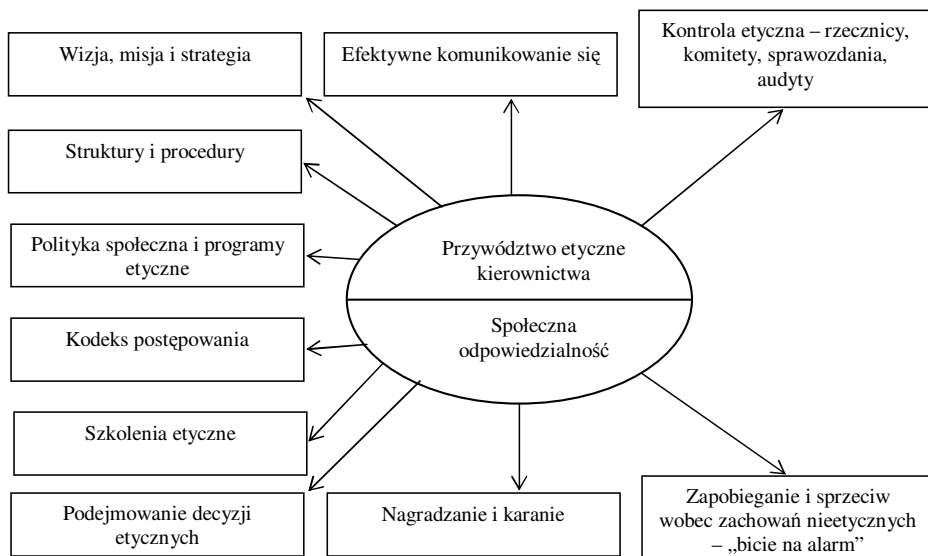 Wizja, misja i strategia
Efektywne komunikowanie się
Kontrola etyczna – rzecznicy,
komitety, sprawozdania,
audyty
Struktury i procedury
Polityka społeczna i programy
etyczne
Przywództwo etyczne
kierownictwa
Kodeks postępowania
Społeczna
odpowiedzialność
Szkolenia etyczne
Podejmowanie decyzji
etycznych
Nagradzanie i karanie
Zapobieganie i sprzeciw
wobec zachowań nieetycznych
– „bicie na alarm”